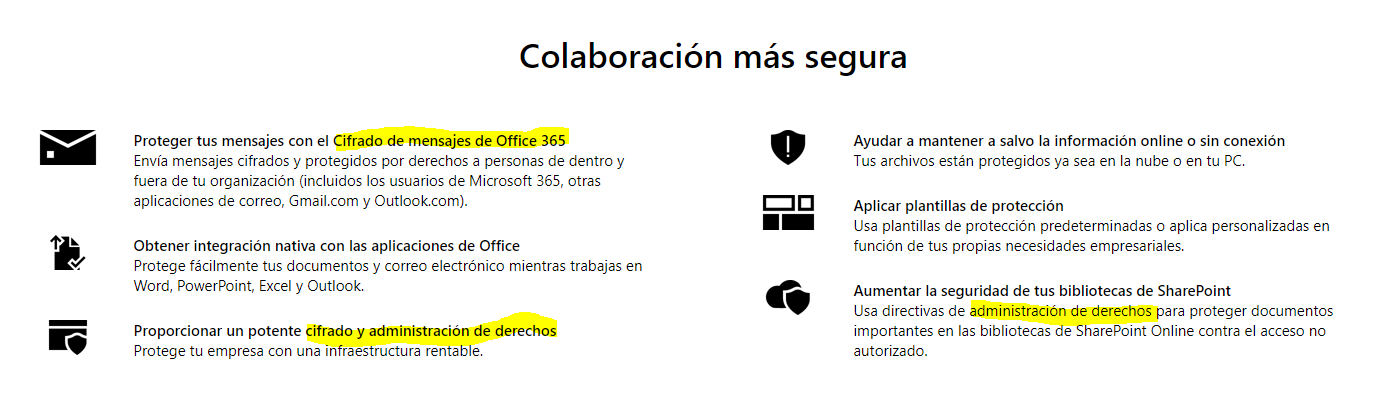 Colaboración más segura
Proteger tus mensajes con el Cifrado de mensajes de Office 365
Envía mensajes cifrados y protegidos por derechos a personas de dentro y
fuera de tu organización (incluidos los usuarios de Microsoft 365, otras
aplicaciones de correo, Gmail.com y Outlook.com).
Obtener integración nativa con las aplicaciones de Office
Protege fácilmente tus documentos y correo electrónico mientras trabajas en
Word, PowerPoint, Excel y Outlook.
Proporcionar un potente cifrado y administración de derechos
Protege tu empresa con una infraestructura rentable.
Ayudar a mantener a salvo la información online o sin conexión
Tus archivos están protegidos ya sea en la nube o en tu PC.
Aplicar plantillas de protección
Usa plantillas de protección predeterminadas o aplica personalizadas en
función de tus propias necesidades empresariales.
Aumentar la seguridad de tus bibliotecas de SharePoint
Usa directivas de administración de derechos para proteger documentos
importantes en las bibliotecas de SharePoint Online contra el acceso no
autorizado.